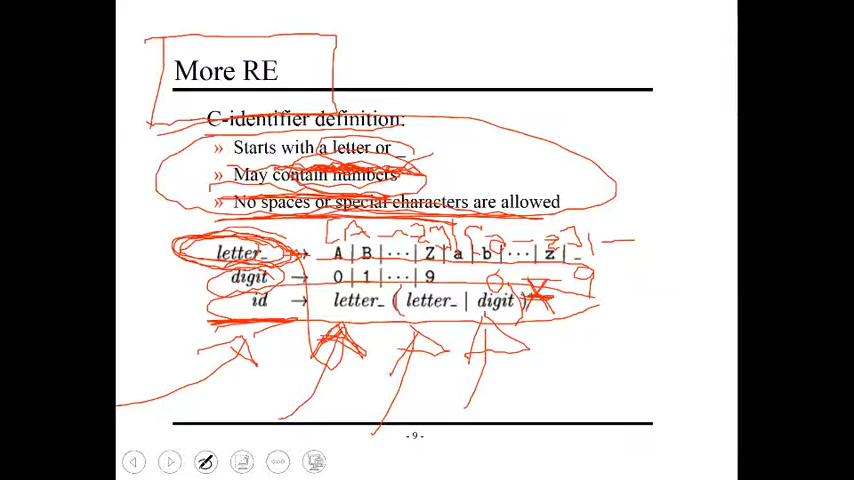 More RE
C-identifier definition:
» Starts with a letter or _
» May contain numbers
» No spaces or special characters are allowed
letter_ → A | B | ··· | Z | a | b | ··· | z | _
digit → 0 | 1 | ··· | 9
id → letter_ ( letter_ | digit )*
- 9 -